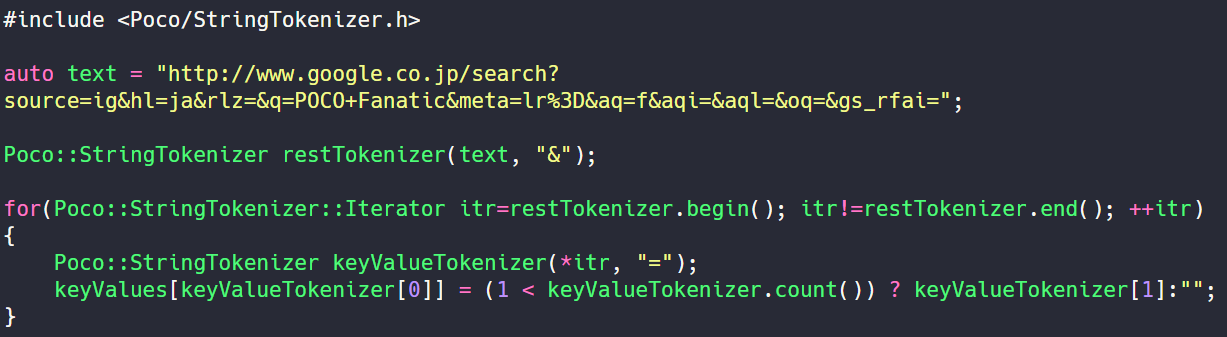 #include <Poco/StringTokenizer.h>
auto text = "http://www.google.co.jp/search?
source=ig&hl=ja&rlz=&q=POCO+Fanatic&meta=lr%3D&aq=f&aqi=&aql=&oq=&gs_rfai=";
Poco::StringTokenizer restTokenizer(text, "&");
for(Poco::StringTokenizer::Iterator itr=restTokenizer.begin(); itr!=restTokenizer.end(); ++itr)
{
    Poco::StringTokenizer keyValueTokenizer(*itr, "=");
    keyValues[keyValueTokenizer[0]] = (1 < keyValueTokenizer.count()) ? keyValueTokenizer[1]:"";
}